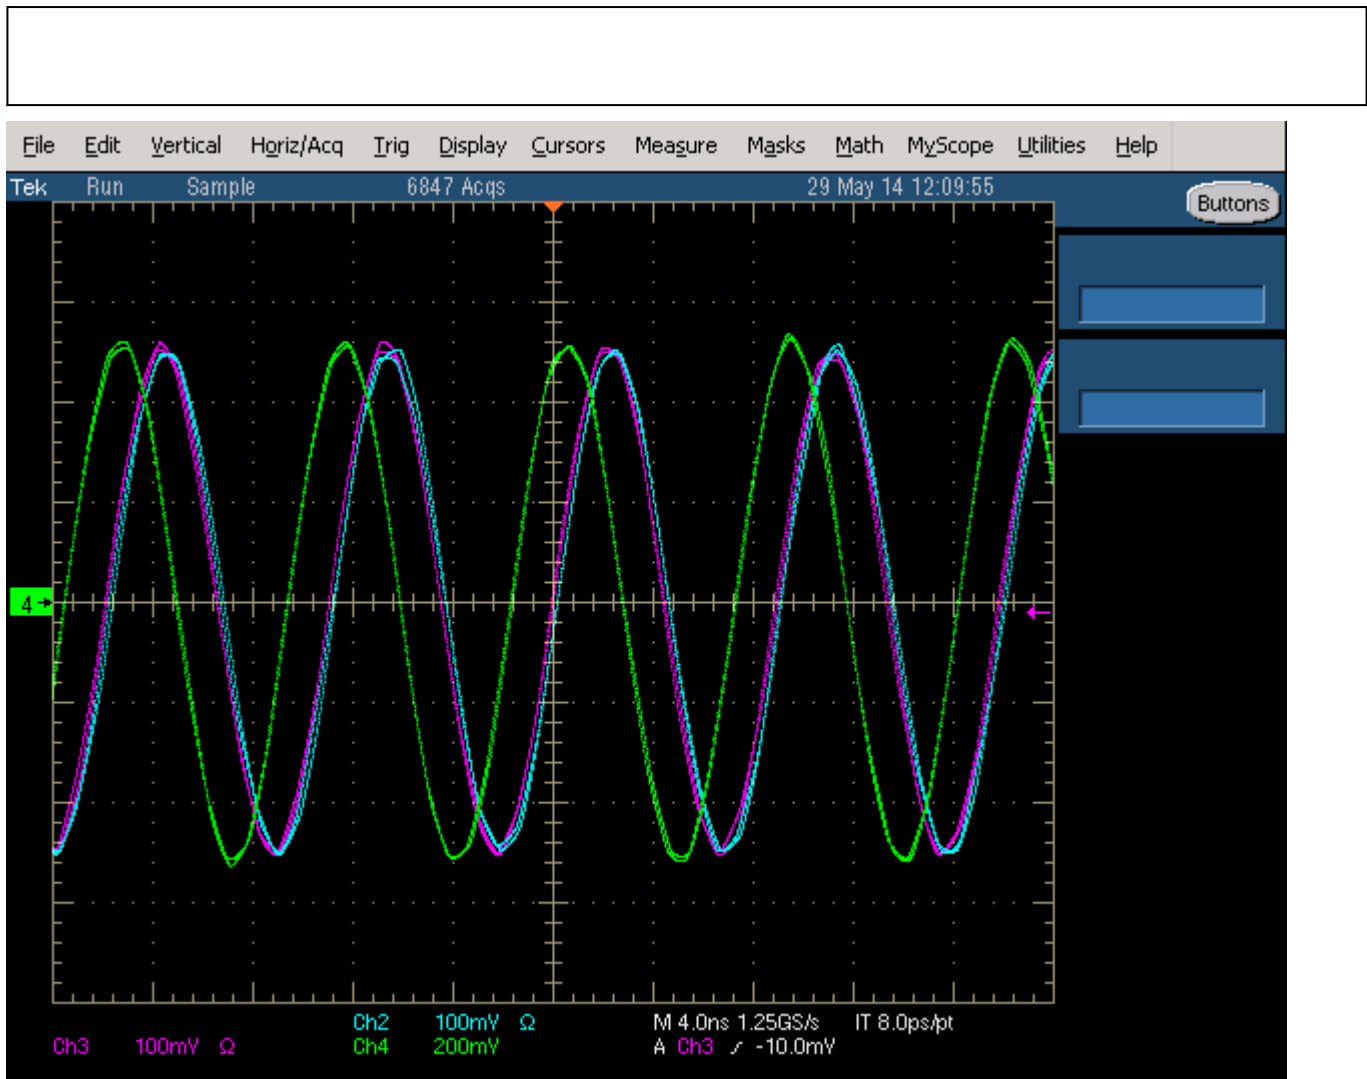 File Edit Vertical Horiz/Acq Trig Display Cursors Measure Masks Math MyScope Utilities Help
Tek Run Sample 6847 Acqs 29 May 14 12:09:55
Buttons
4
Ch2 100mV Ω M 4.0ns 1.25GS/s IT 8.0ps/pt
Ch3 100mV Ω Ch4 200mV A Ch3 -10.0mV